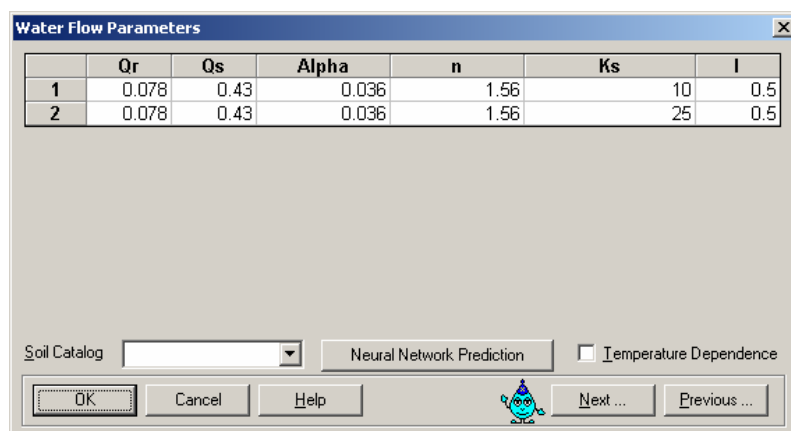 Water Flow Parameters
Qr Qs Alpha n Ks l
1 0.078 0.43 0.036 1.56 10 0.5
2 0.078 0.43 0.036 1.56 25 0.5
Soil Catalog Neural Network Prediction Temperature Dependence
OK Cancel Help Next ... Previous ...